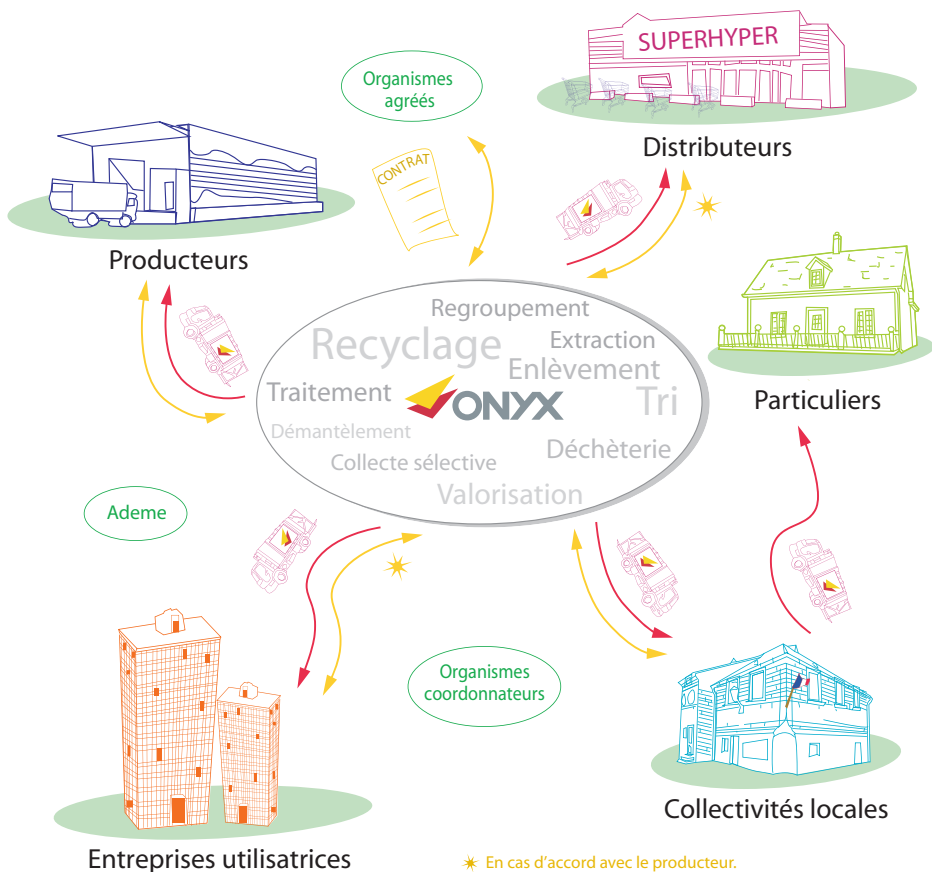 SUPERHYPER
Organismes
agréés
CONTRAT
Distributeurs
Producteurs
Regroupement
Recyclage
Extraction
Enlèvement
Traitement
ONYX
Tri
Particuliers
Démantèlement
Déchèterie
Collecte sélective
Valorisation
Ademe
Organismes
coordonnateurs
Collectivités locales
Entreprises utilisatrices
✴ En cas d'accord avec le producteur.